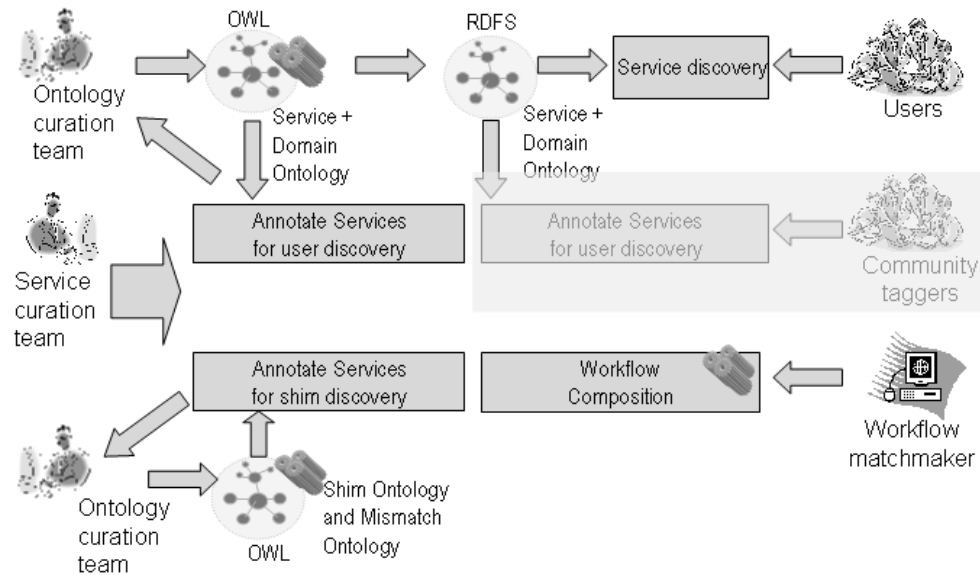 OWL
RDFS
Service discovery
Ontology
curation
team
Service +
Domain
Ontology
Service +
Domain
Ontology
Users
Annotate Services
for user discovery
Annotate Services
for user discovery
Service
curation
team
Community
taggers
Annotate Services
for shim discovery
Workflow
Composition
Workflow
matchmaker
Ontology
curation
team
OWL
Shim Ontology
and Mismatch
Ontology